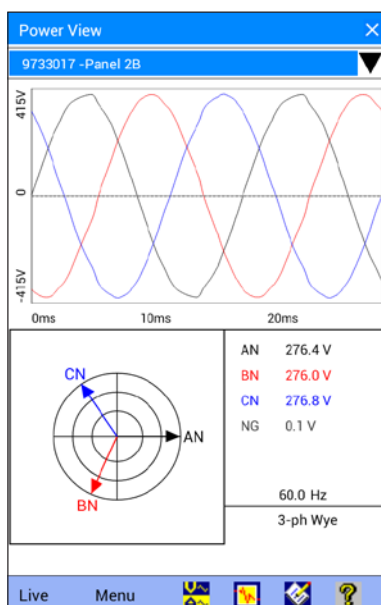 Power View ×
9733017 -Panel 2B
415V
0
-415V
0ms 10ms 20ms
CN
AN
BN
AN 276.4 V
BN 276.0 V
CN 276.8 V
NG 0.1 V
60.0 Hz
3-ph Wye
Live Menu ?